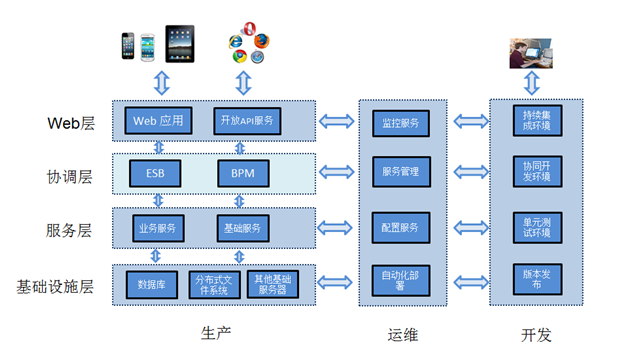 Web层
Web 应用
开放API服务
监控服务
持续集
成环境
协调层
ESB
BPM
服务管理
协同开
发环境
服务层
业务服务
基础服务
配置服务
单元测
试环境
基础设施层
数据库
分布式文
件系统
其他基础
服务器
自动化部
署
版本发
布
生产
运维
开发